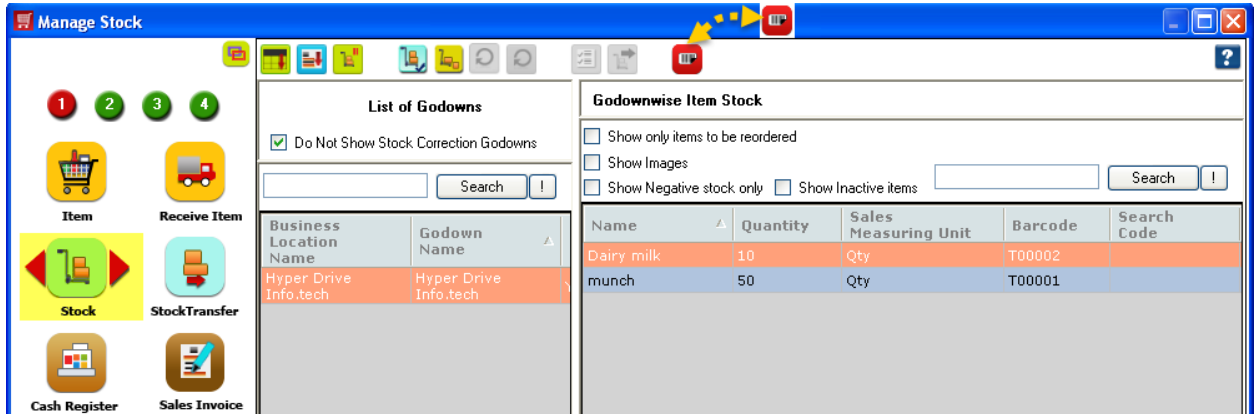 Manage Stock
?
1 2 3 4
Item
Receive Item
Stock
StockTransfer
Cash Register
Sales Invoice
List of Godowns
Do Not Show Stock Correction Godowns
Search !
Business Location Name
Godown Name
Hyper Drive Info.tech
Hyper Drive Info.tech
Godownwise Item Stock
Show only items to be reordered
Show Images
Show Negative stock only Show Inactive items
Search !
Name Quantity Sales Measuring Unit Barcode Search Code
Dairy milk 10 Qty T00002
munch 50 Qty T00001